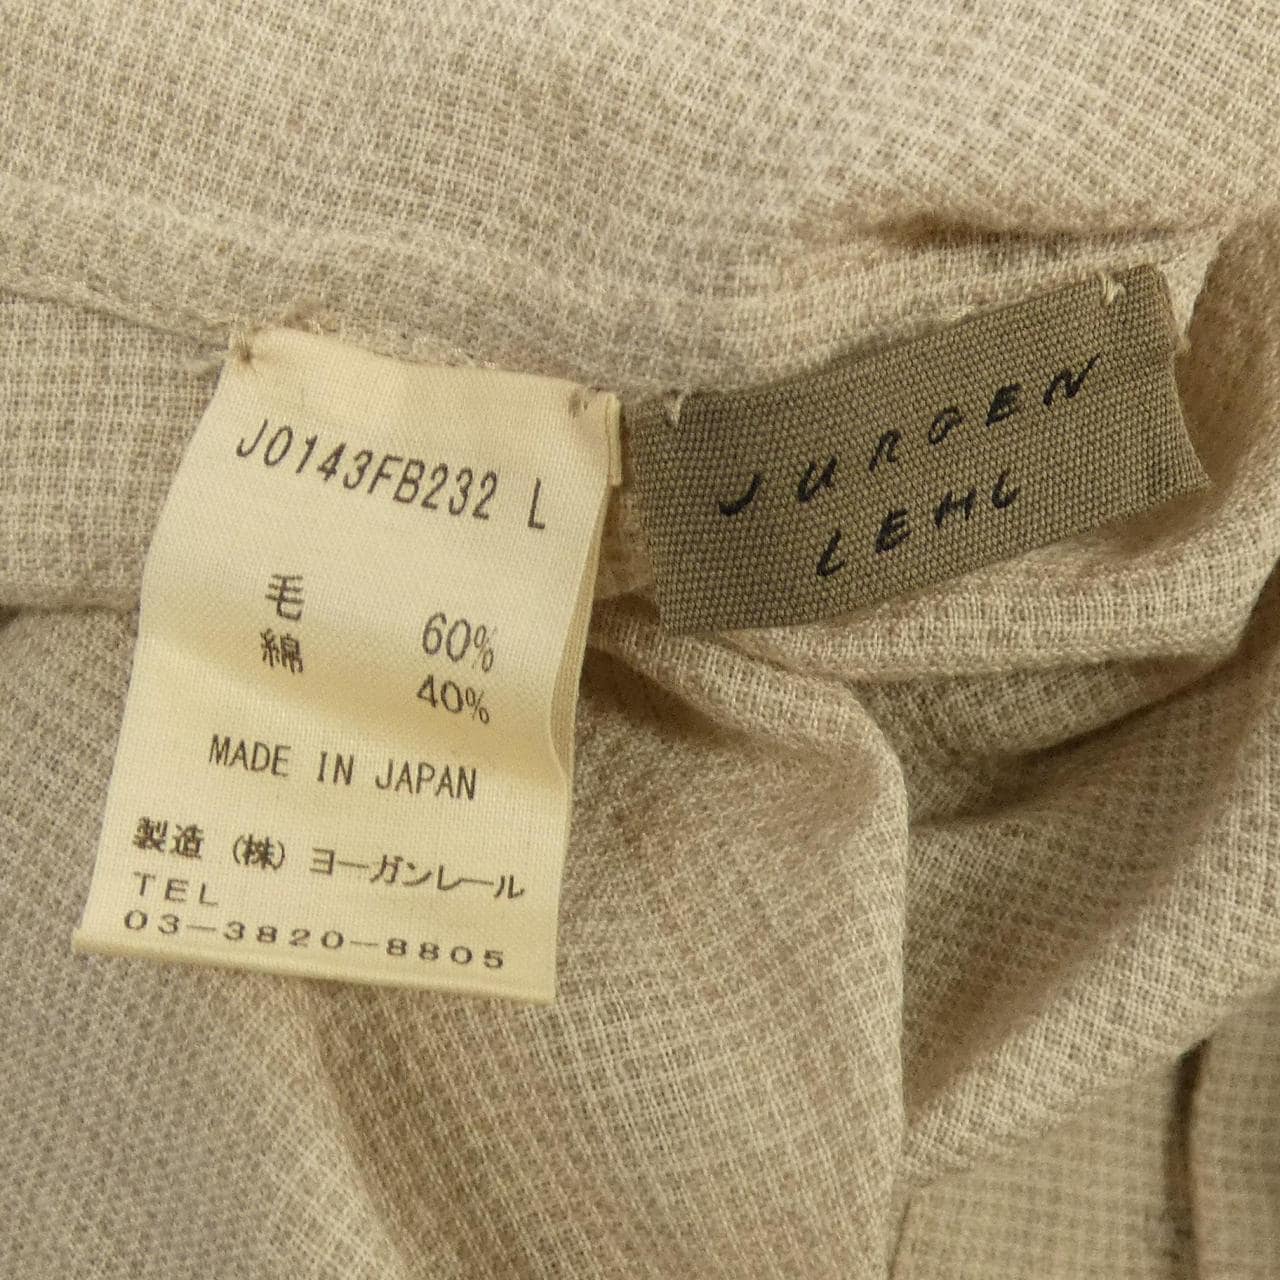 J0143FB232 L
毛 60%
綿 40%
MADE IN JAPAN
製造 (株) ヨーガンレール
TEL
03-3820-8805
JURGEN
LEHL